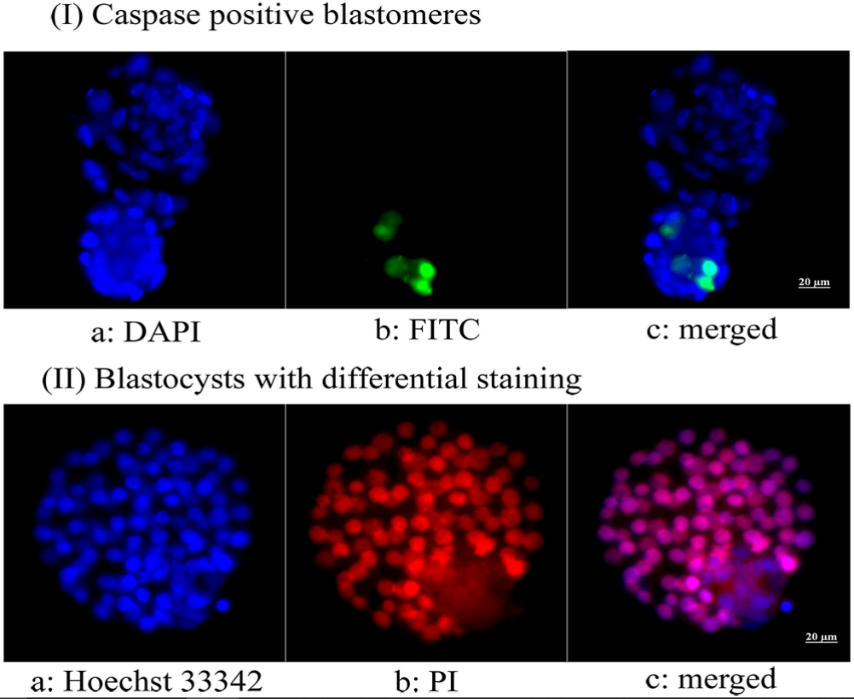 (I) Caspase positive blastomeres
20 µm
a: DAPI b: FITC c: merged
(II) Blastocysts with differential staining
20 µm
a: Hoechst 33342 b: PI c: merged